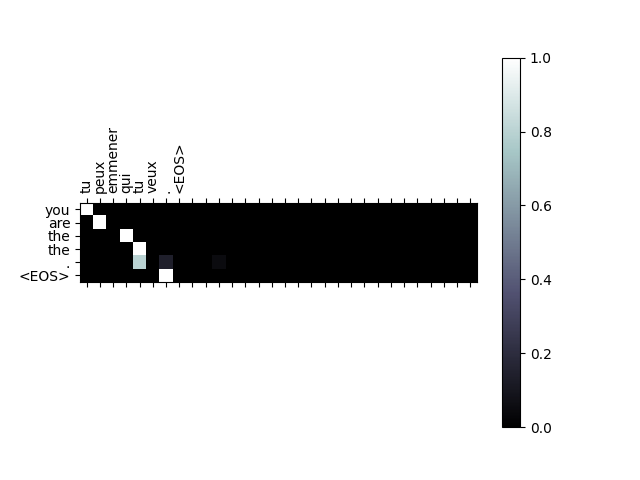 tu
peux
emmener
qui
tu
veux
.
<EOS>
you
are
the
the
.
<EOS>
1.0
0.8
0.6
0.4
0.2
0.0